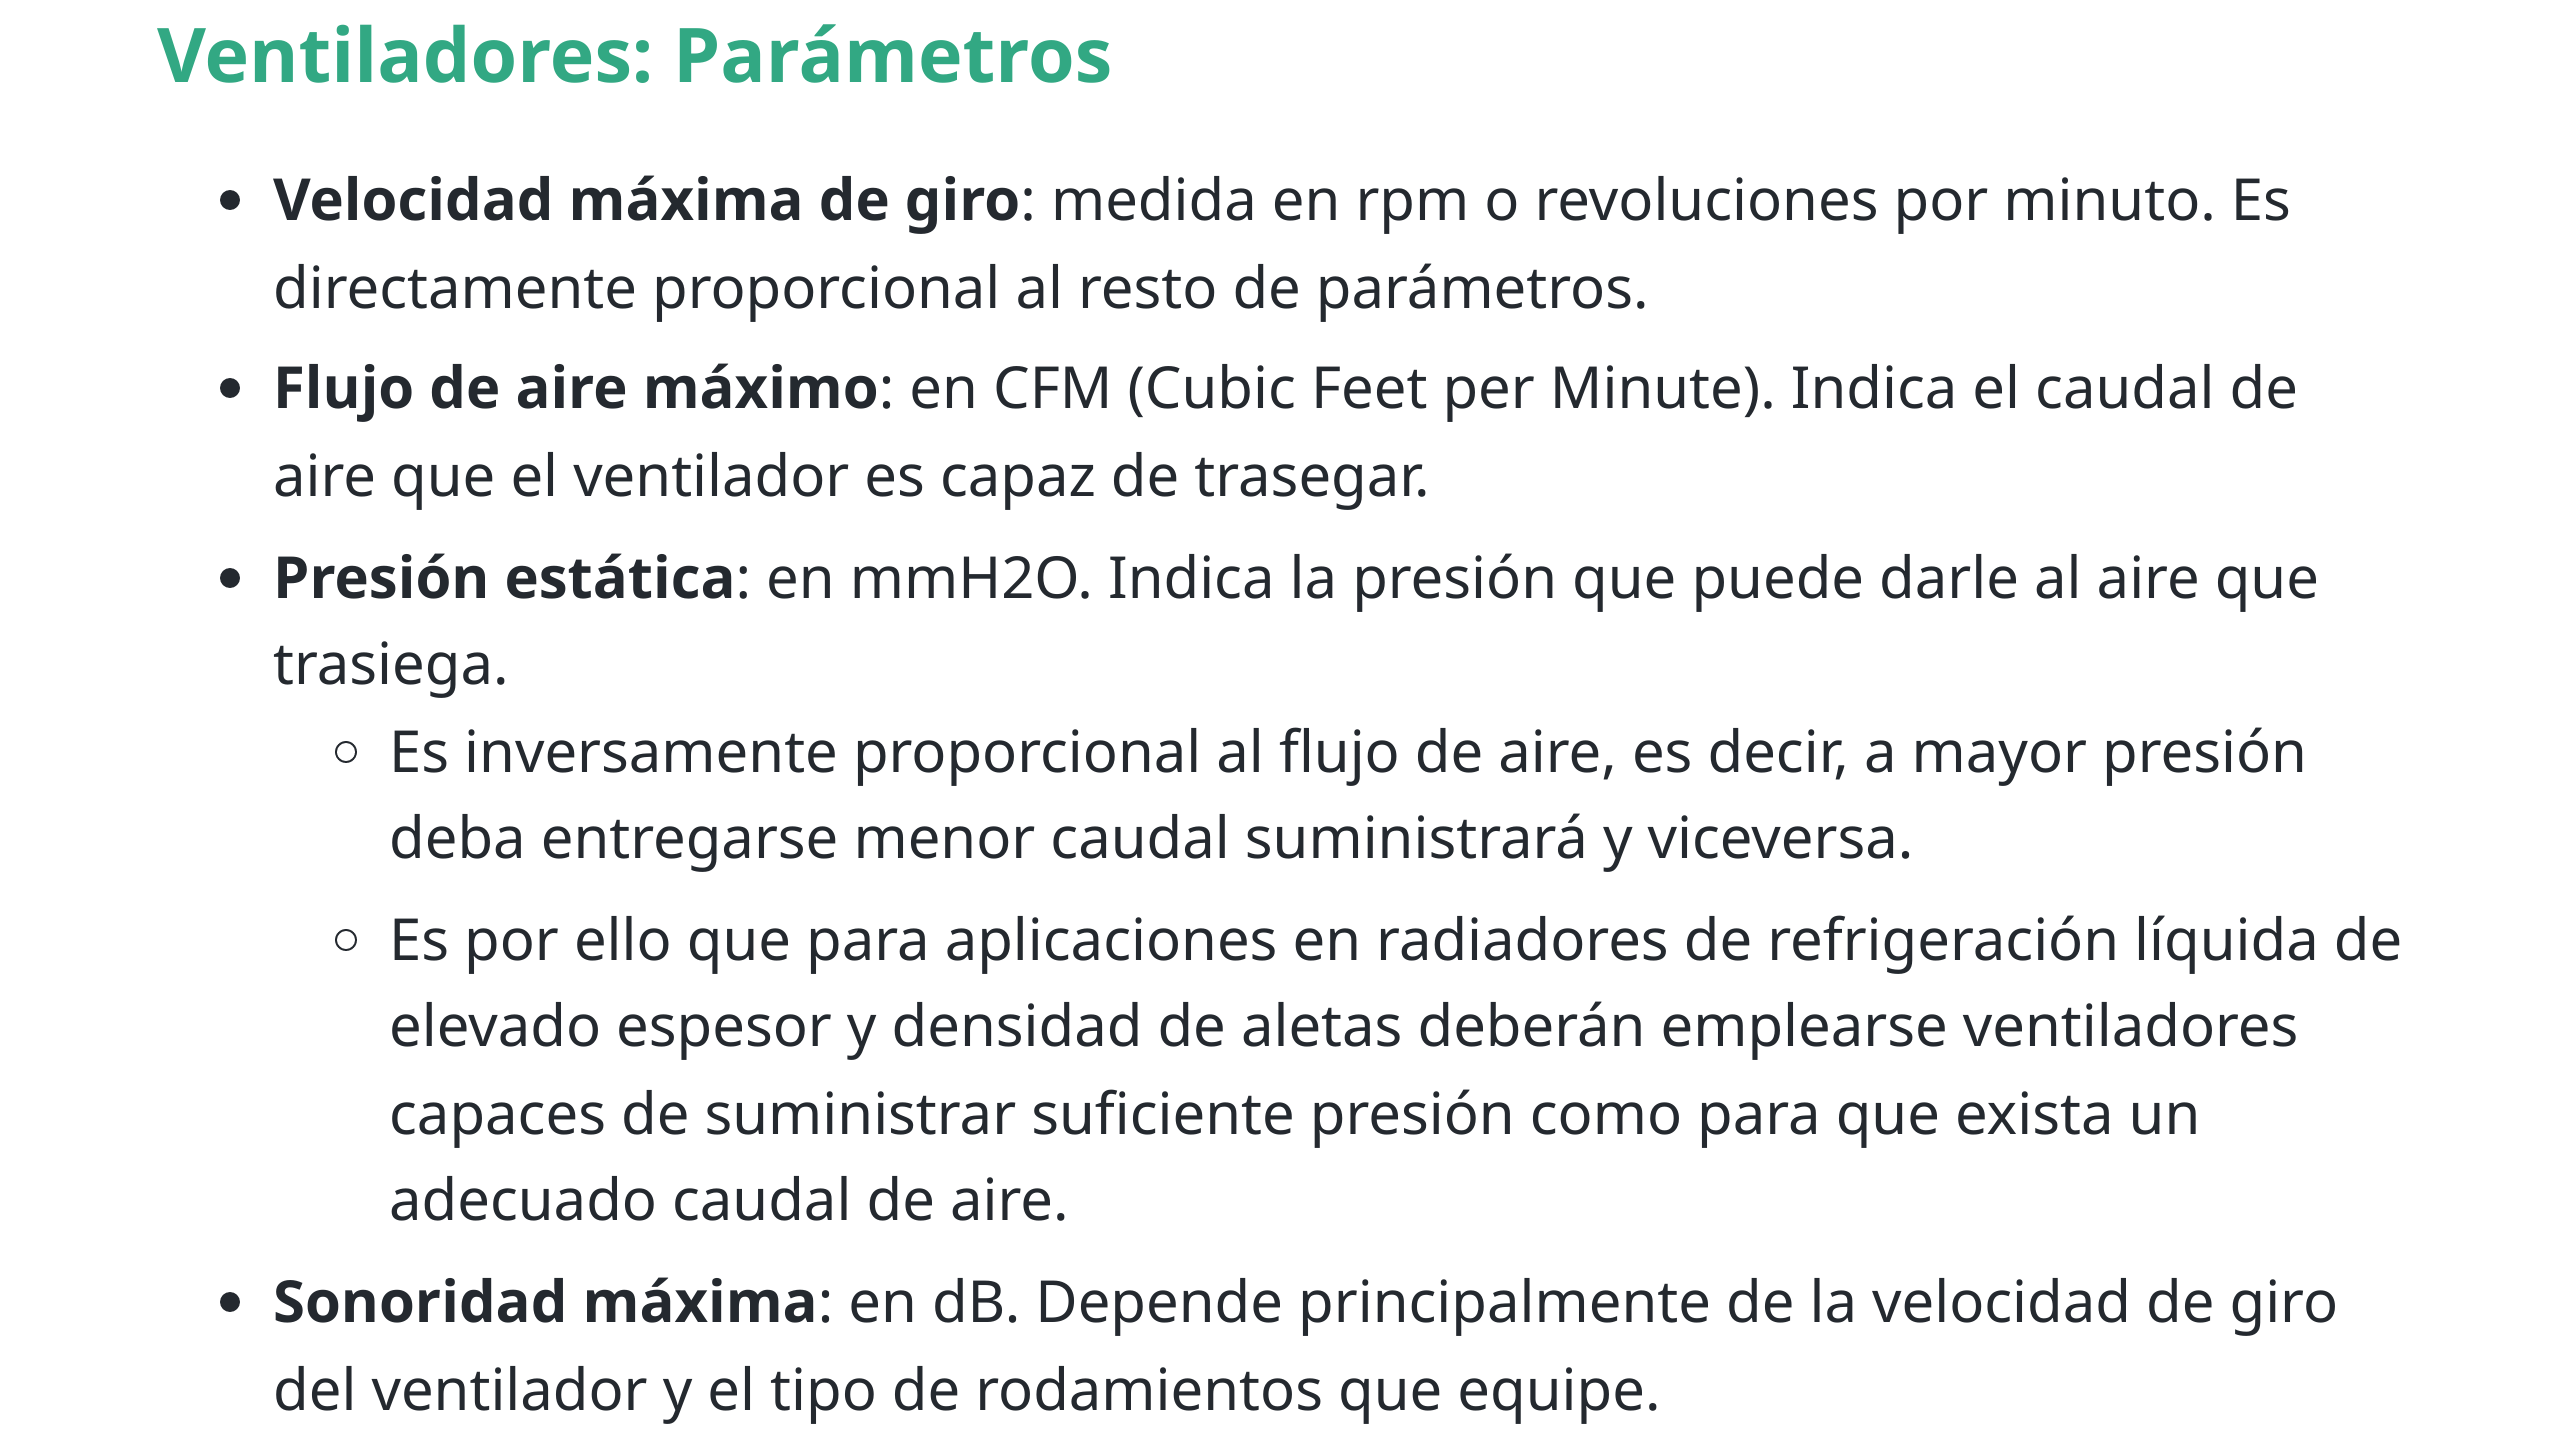 Ventiladores: Parámetros
• Velocidad máxima de giro: medida en rpm o revoluciones por minuto. Es
directamente proporcional al resto de parámetros.
• Flujo de aire máximo: en CFM (Cubic Feet per Minute). Indica el caudal de
aire que el ventilador es capaz de trasegar.
• Presión estática: en mmH2O. Indica la presión que puede darle al aire que
trasiega.
○ Es inversamente proporcional al flujo de aire, es decir, a mayor presión
deba entregarse menor caudal suministrará y viceversa.
○ Es por ello que para aplicaciones en radiadores de refrigeración líquida de
elevado espesor y densidad de aletas deberán emplearse ventiladores
capaces de suministrar suficiente presión como para que exista un
adecuado caudal de aire.
• Sonoridad máxima: en dB. Depende principalmente de la velocidad de giro
del ventilador y el tipo de rodamientos que equipe.